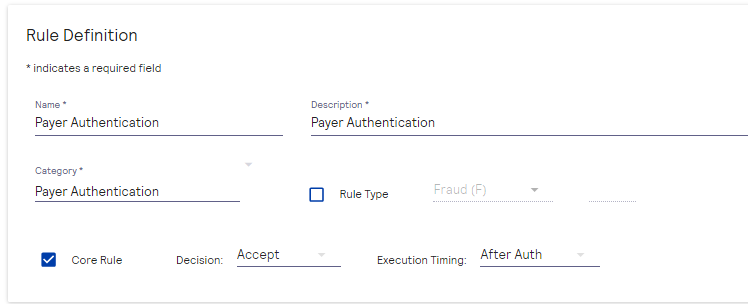 Rule Definition
* indicates a required field
Name *
Description *
Payer Authentication
Payer Authentication
Category *
Payer Authentication
Rule Type
Fraud (F)
Core Rule
Decision:
Accept
Execution Timing:
After Auth